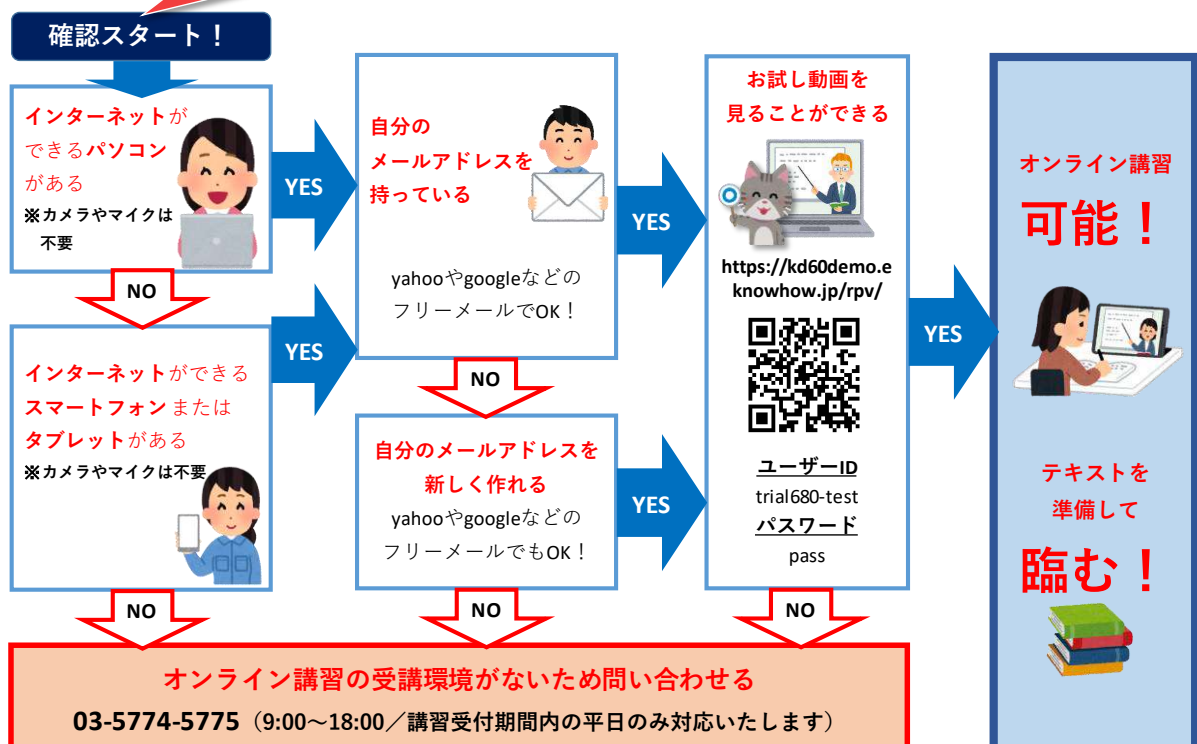 確認スタート！
インターネットが
できるパソコン
がある
※カメラやマイクは
不要
YES
NO
インターネットができる
スマートフォンまたは
タブレットがある
※カメラやマイクは不要
YES
NO
自分の
メールアドレスを
持っている
yahooやgoogleなどの
フリーメールでOK！
YES
NO
自分のメールアドレスを
新しく作れる
yahooやgoogleなどの
フリーメールでもOK！
YES
NO
お試し動画を
見ることができる
https://kd60demo.e
knowhow.jp/rpv/
ユーザーID
trial680-test
パスワード
pass
YES
NO
オンライン講習
可能！
テキストを
準備して
臨む！
オンライン講習の受講環境がないため問い合わせる
03-5774-5775（9:00～18:00／講習受付期間内の平日のみ対応いたします）